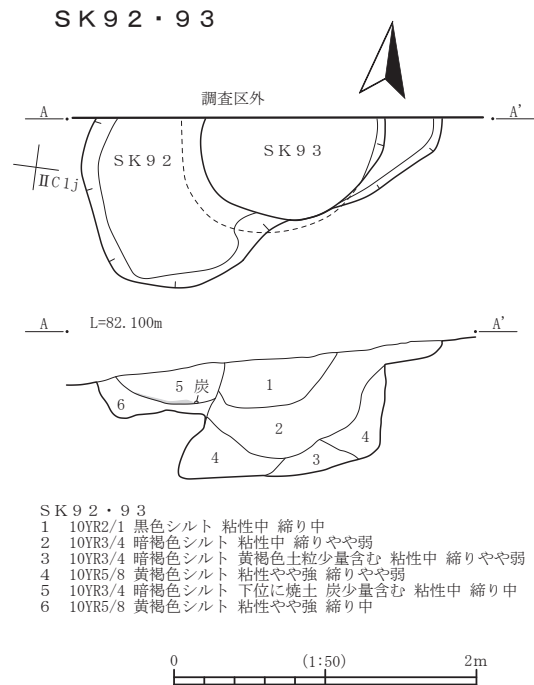 SK92・93
調査区外
A A'
SK92 SK93
ⅡC1j
A L=82.100m A'
5 炭 1
6
2
4 3 4
SK92・93
1 10YR2/1 黒色シルト 粘性中 締り中
2 10YR3/4 暗褐色シルト 粘性中 締りやや弱
3 10YR3/4 暗褐色シルト 黄褐色土粒少量含む 粘性中 締りやや弱
4 10YR5/8 黄褐色シルト 粘性やや強 締りやや弱
5 10YR3/4 暗褐色シルト 下位に焼土 炭少量含む 粘性中 締り中
6 10YR5/8 黄褐色シルト 粘性やや強 締り中
0 (1:50) 2m